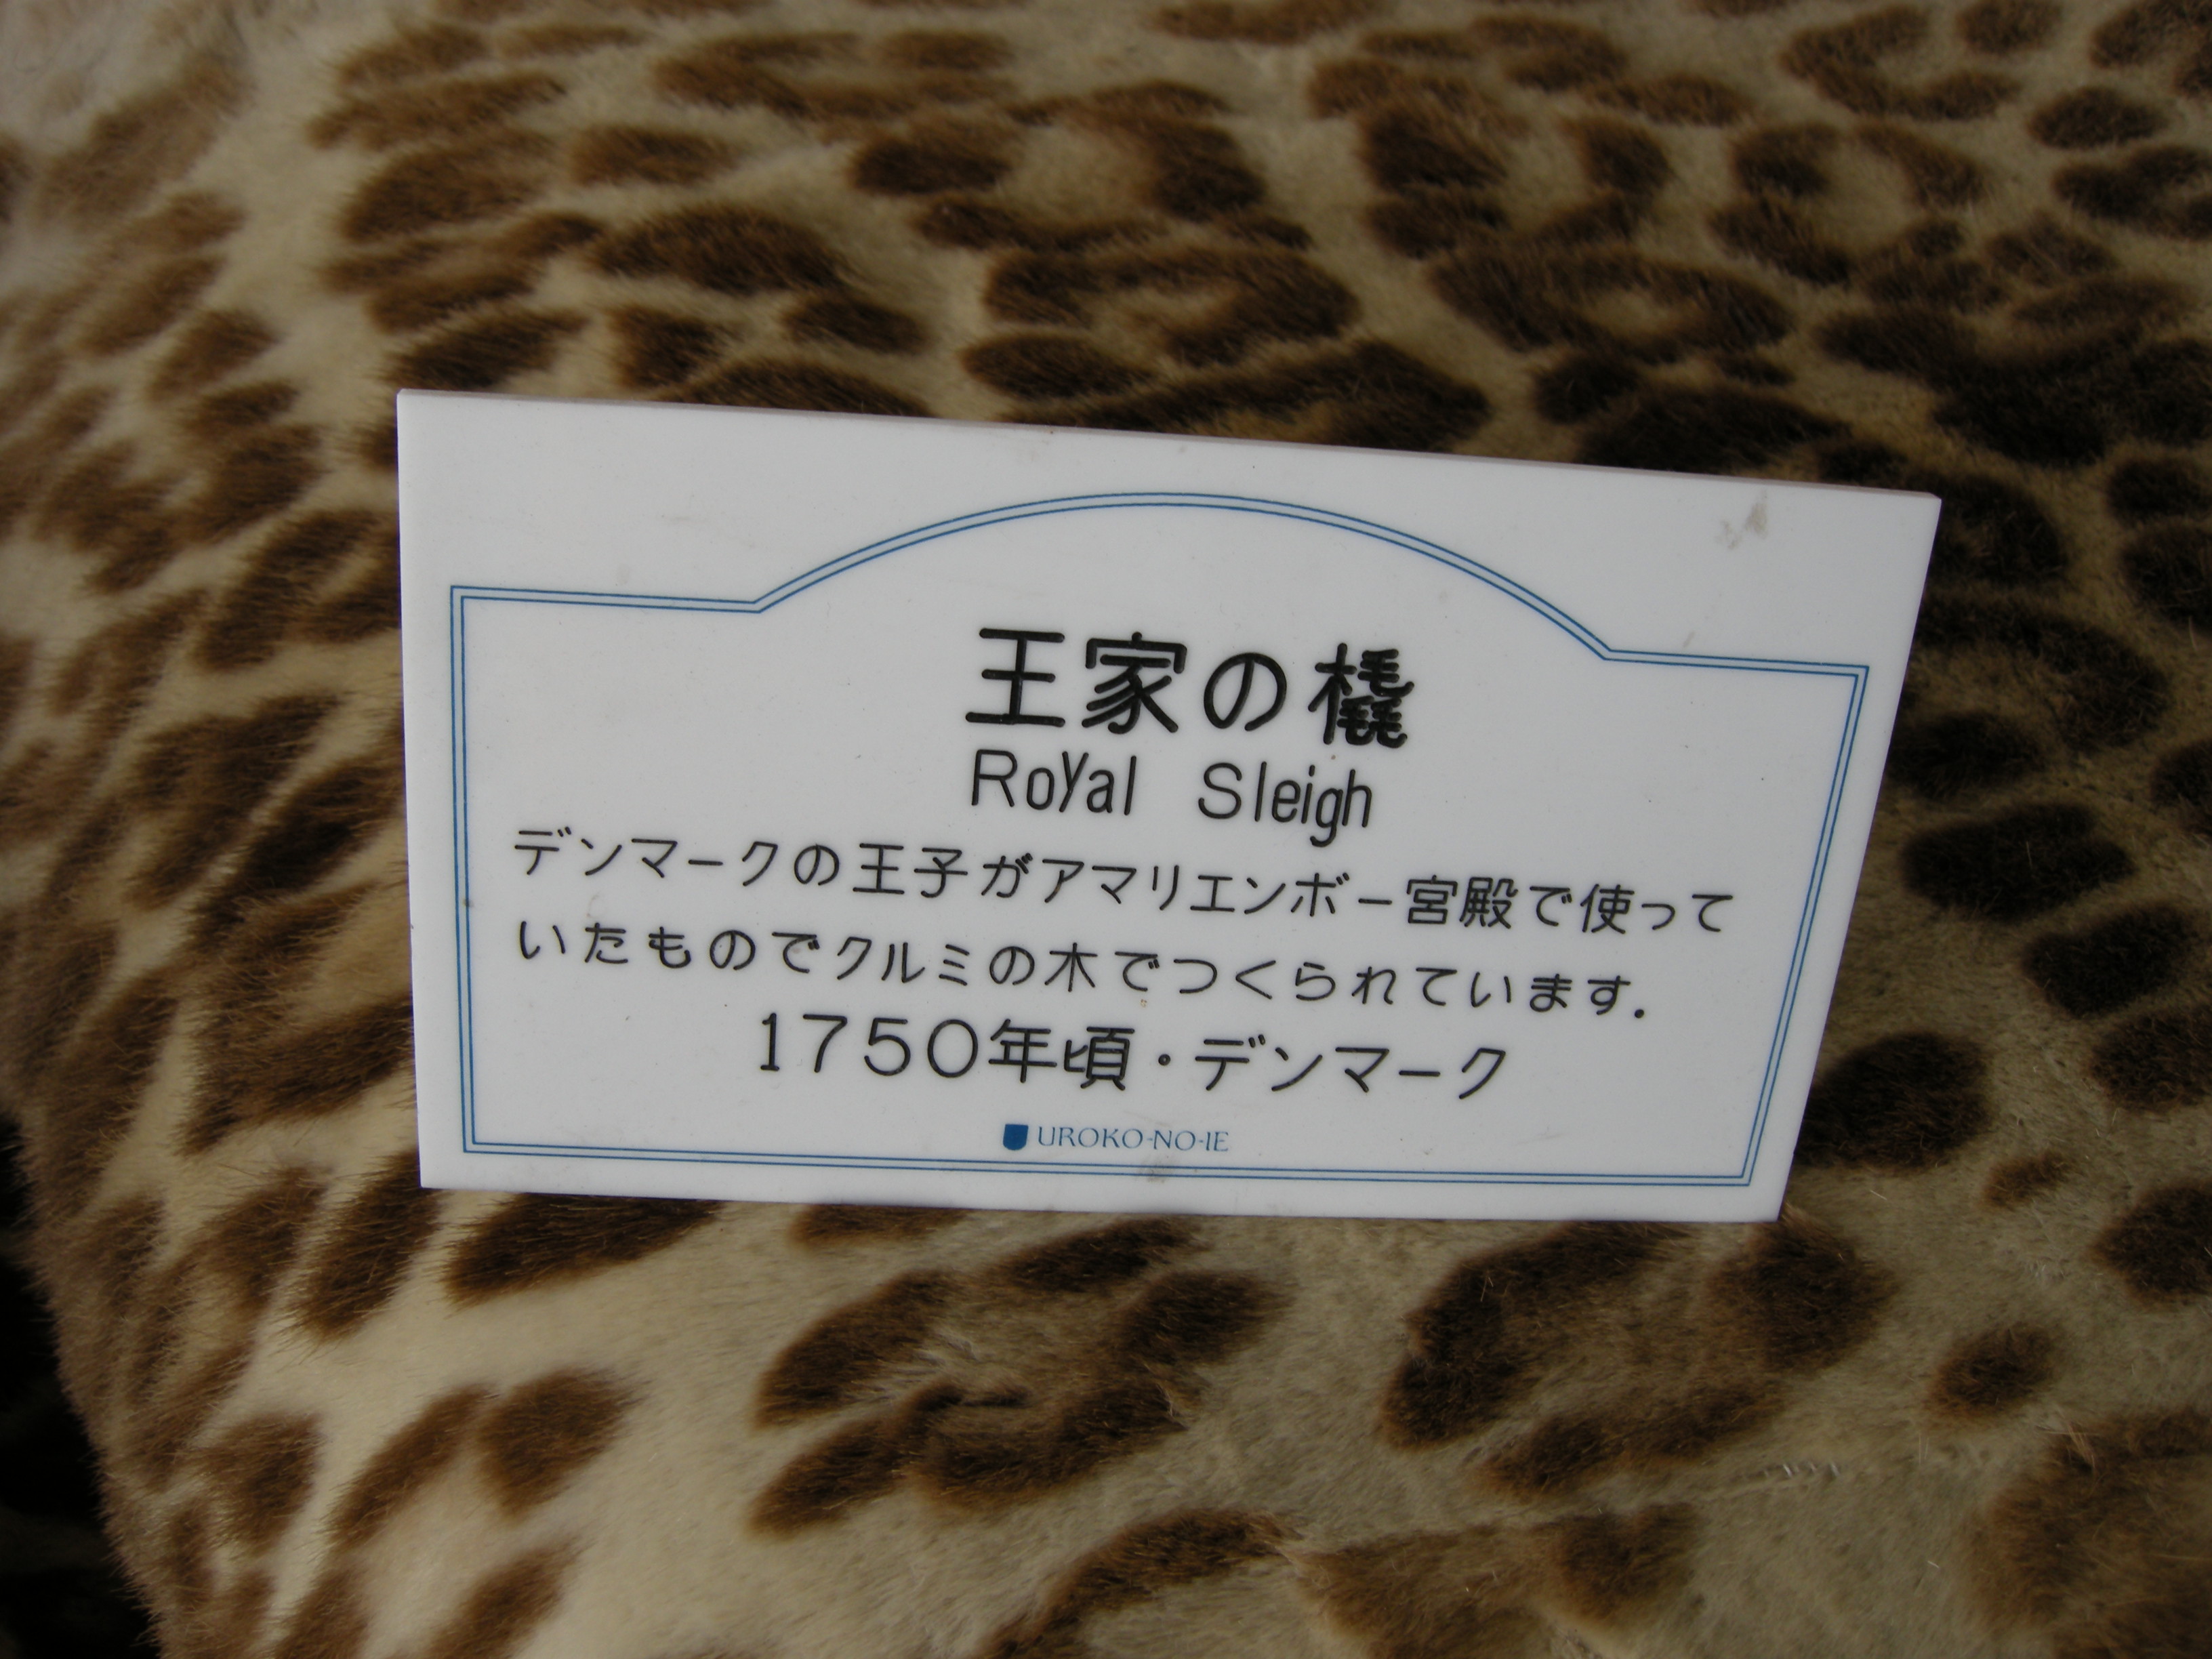 王家の橇
RoYal Sleigh
デンマークの王子がアマリエンボー宮殿で使って
いたものでクルミの木でつくられています.
1750年頃・デンマーク
UROKO-NO-IE